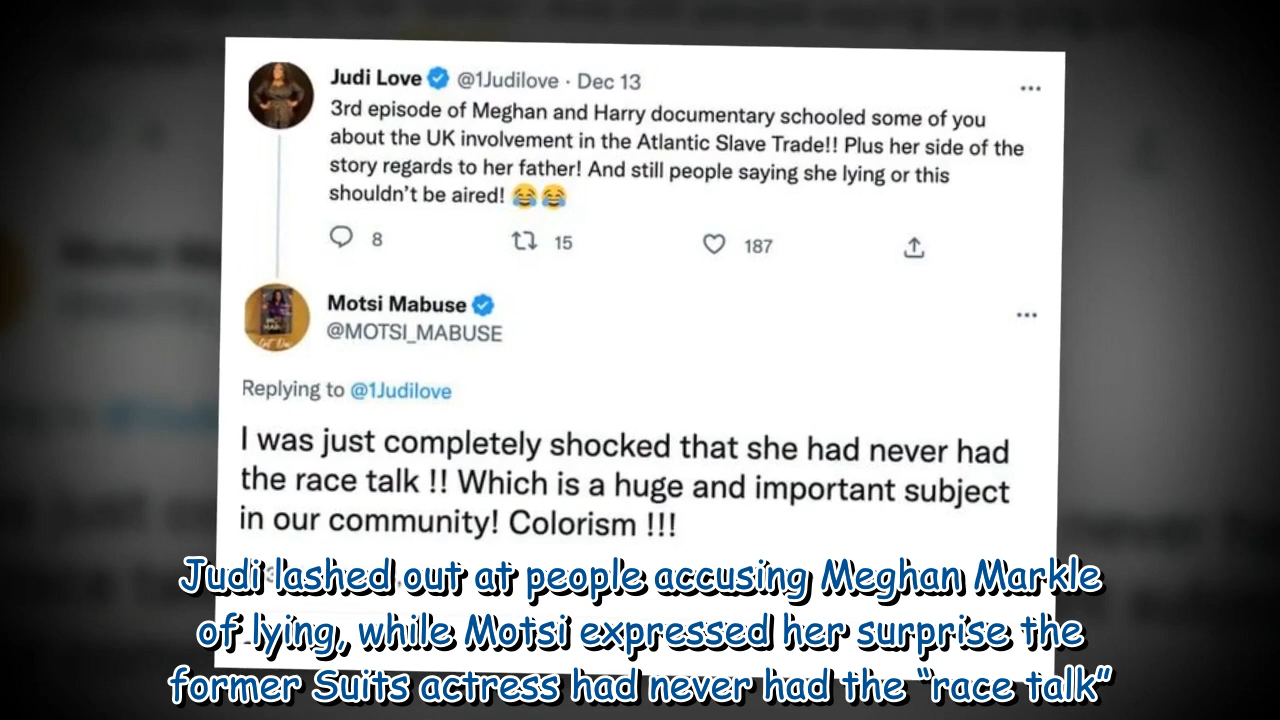 Judi Love @1Judilove · Dec 13
3rd episode of Meghan and Harry documentary schooled some of you
about the UK involvement in the Atlantic Slave Trade!! Plus her side of the
story regards to her father! And still people saying she lying or this
shouldn't be aired! 😂😂
8 15 187
Motsi Mabuse
@MOTSI_MABUSE
Replying to @1Judilove
I was just completely shocked that she had never had
the race talk !! Which is a huge and important subject
in our community! Colorism !!!
Judi lashed out at people accusing Meghan Markle
of lying, while Motsi expressed her surprise the
former Suits actress had never had the “race talk”